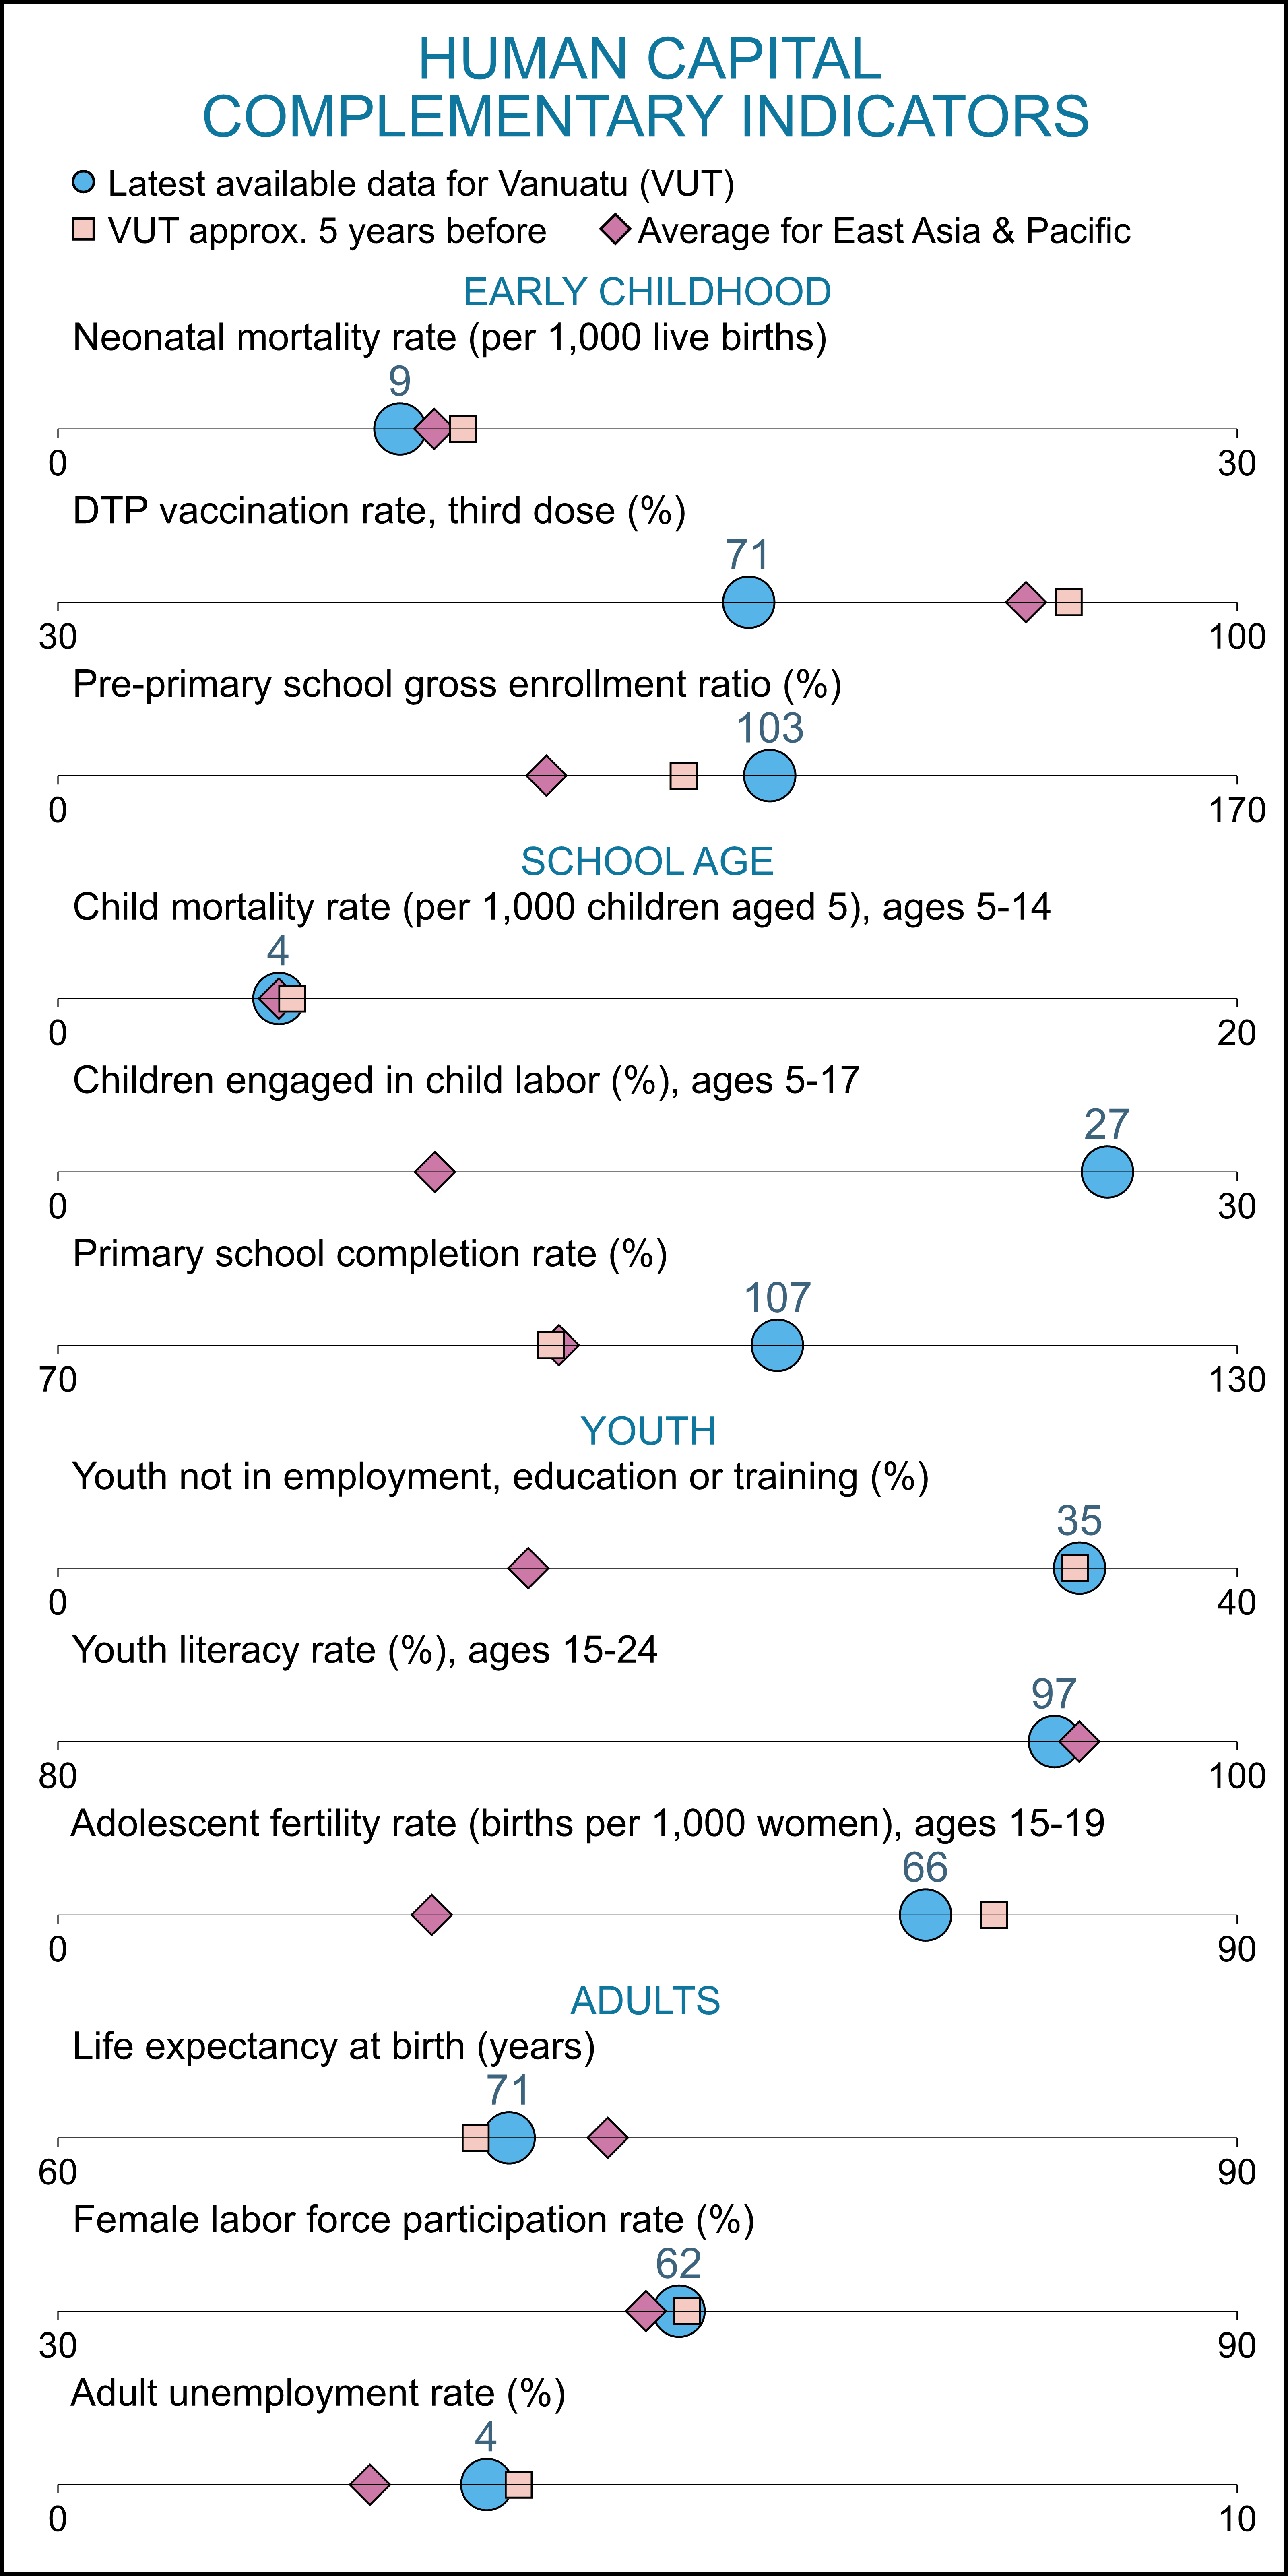 HUMAN CAPITAL
COMPLEMENTARY INDICATORS
Latest available data for Vanuatu (VUT)
VUT approx. 5 years before Average for East Asia & Pacific
EARLY CHILDHOOD
Neonatal mortality rate (per 1,000 live births)
9
0 30
DTP vaccination rate, third dose (%)
71
30 100
Pre-primary school gross enrollment ratio (%)
103
0 170
SCHOOL AGE
Child mortality rate (per 1,000 children aged 5), ages 5-14
4
0 20
Children engaged in child labor (%), ages 5-17
27
0 30
Primary school completion rate (%)
107
70 130
YOUTH
Youth not in employment, education or training (%)
35
0 40
Youth literacy rate (%), ages 15-24
97
80 100
Adolescent fertility rate (births per 1,000 women), ages 15-19
66
0 90
ADULTS
Life expectancy at birth (years)
71
60 90
Female labor force participation rate (%)
62
30 90
Adult unemployment rate (%)
4
0 10